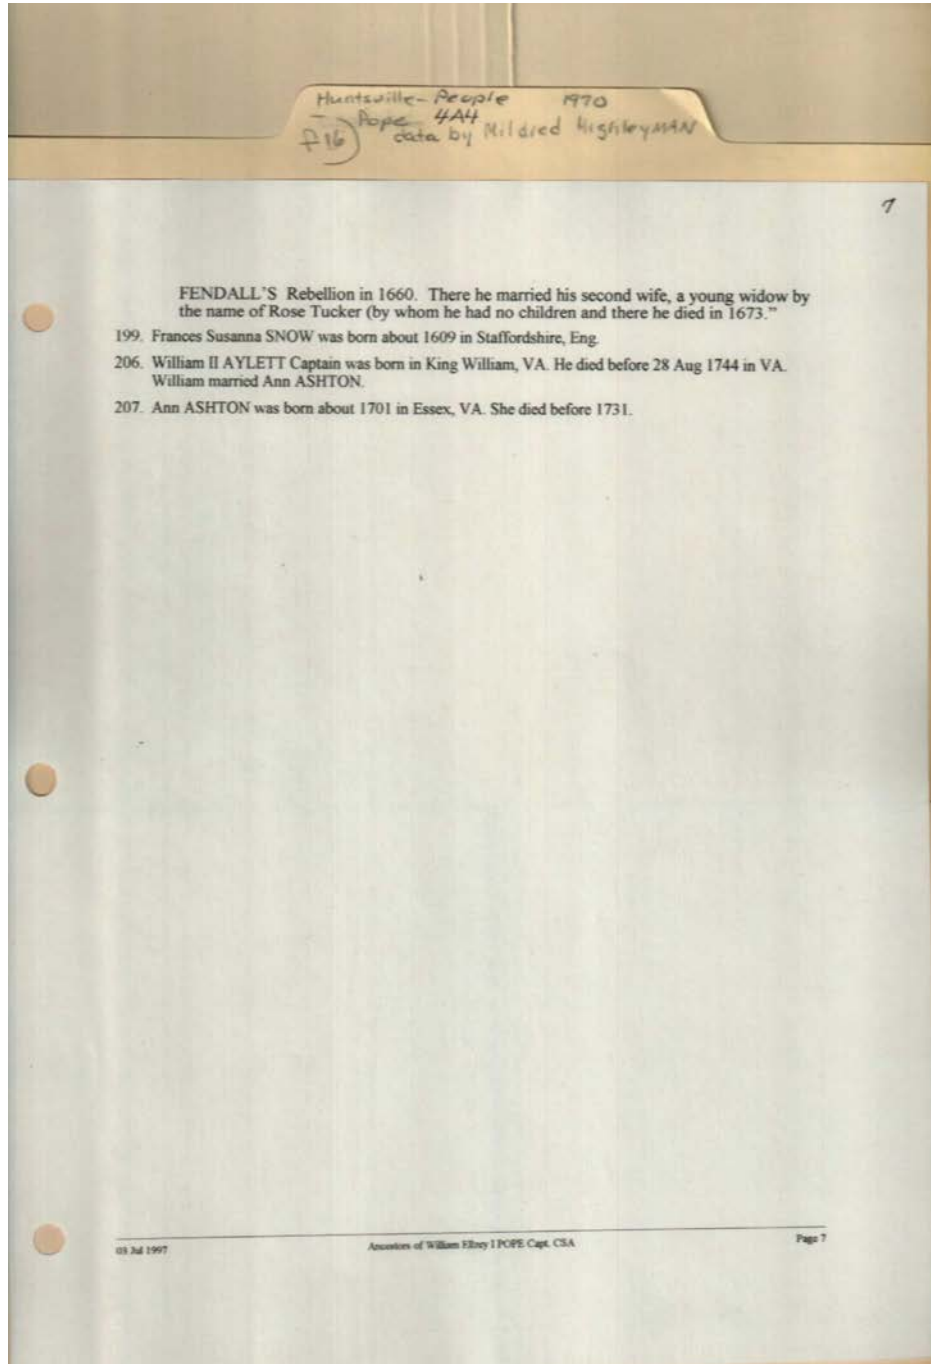 Huntsville - People 1970
- Pope 4A4
f 16) data by Mildred HighleyMAN
7
FENDALL'S Rebellion in 1660. There he married his second wife, a young widow by
the name of Rose Tucker (by whom he had no children and there he died in 1673."
199. Frances Susanna SNOW was born about 1609 in Staffordshire, Eng.
206. William II AYLETT Captain was born in King William, VA. He died before 28 Aug 1744 in VA.
William married Ann ASHTON.
207. Ann ASHTON was born about 1701 in Essex, VA. She died before 1731.
03 Jul 1997 Ancestors of William Ellrey I POPE Capt. CSA Page 7